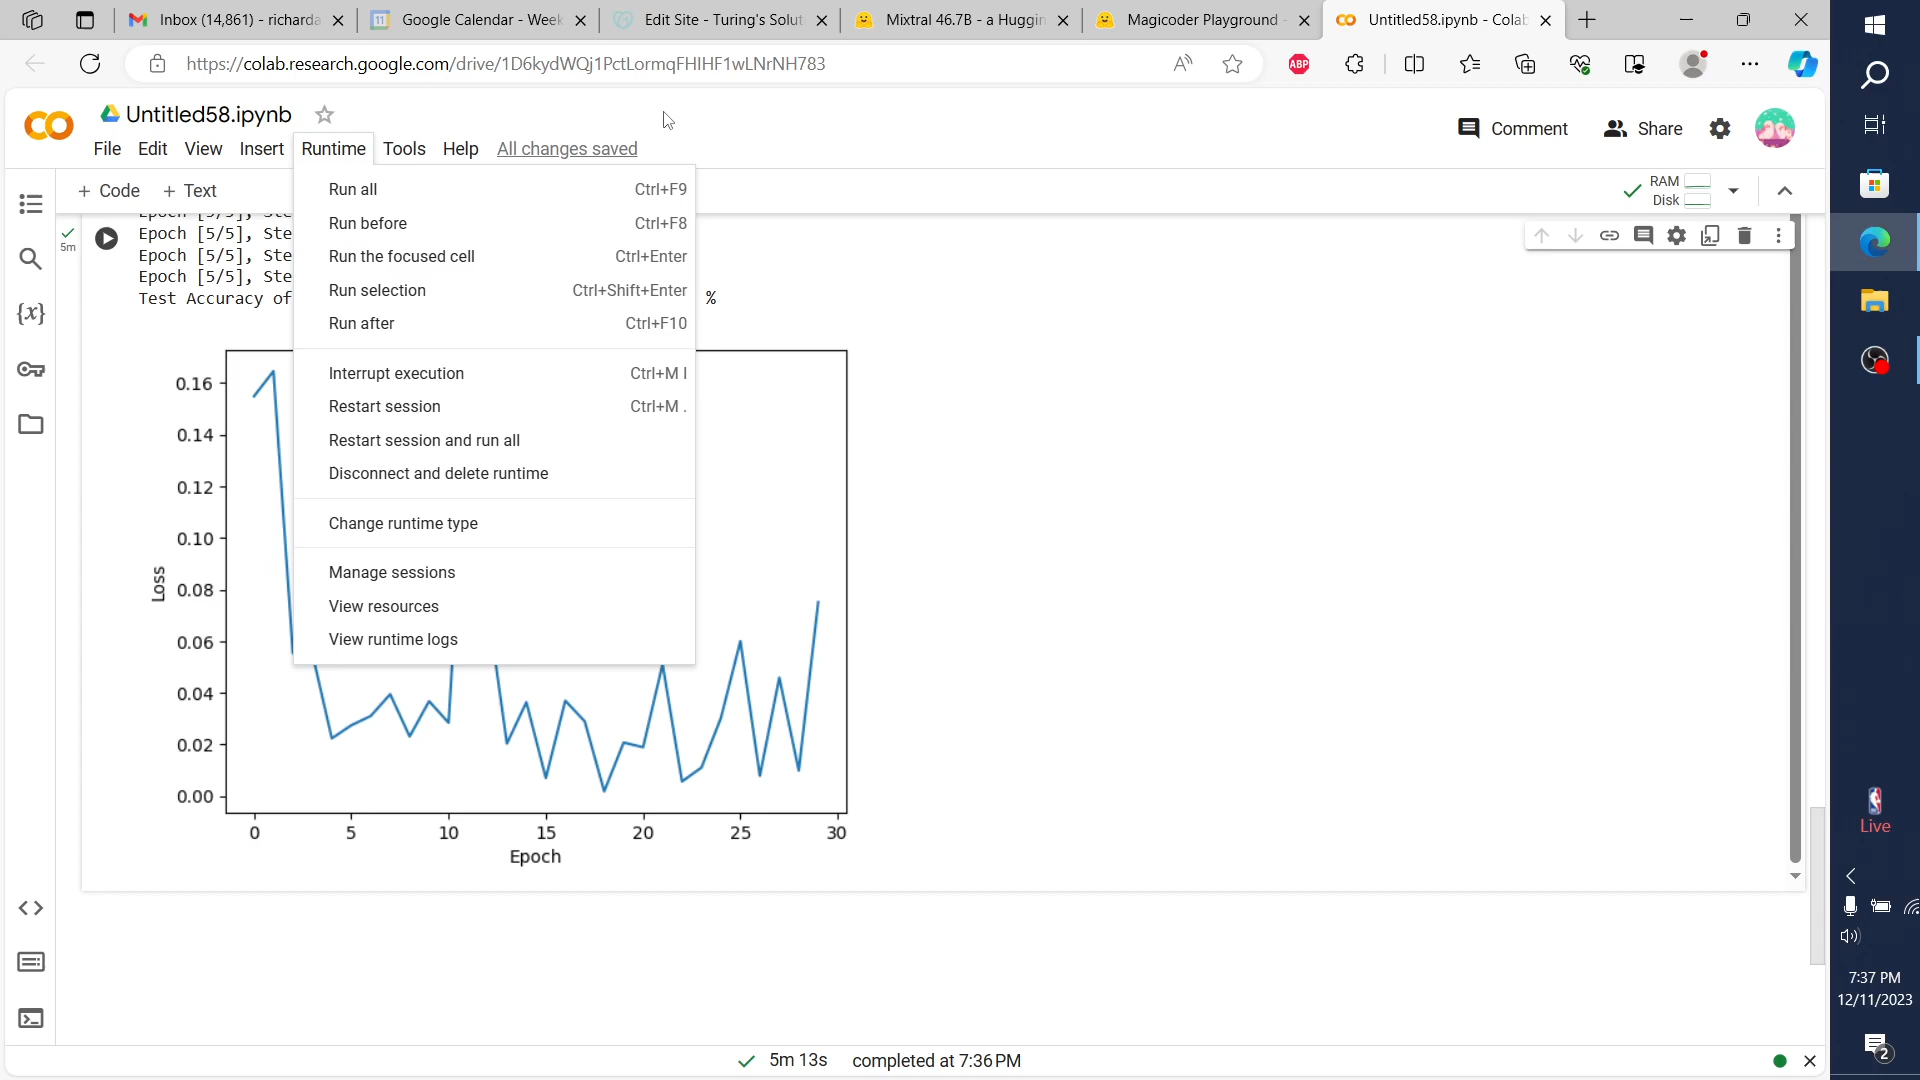 Inbox (14,861) - richarda
Google Calendar - Week
Edit Site - Turing's Solut
Mixtral 46.7B - a Huggin
Magicoder Playground -
Untitled58.ipynb - Colab
https://colab.research.google.com/drive/1D6kydWQj1PctLormqFHIHF1wLNrNH783
ABP
Untitled58.ipynb
Comment
Share
File Edit View Insert Runtime Tools Help All changes saved
+ Code + Text
RAM
Disk
Run all Ctrl+F9
Run before Ctrl+F8
Run the focused cell Ctrl+Enter
Run selection Ctrl+Shift+Enter
Run after Ctrl+F10
Interrupt execution Ctrl+M I
Restart session Ctrl+M .
Restart session and run all
Disconnect and delete runtime
Change runtime type
Manage sessions
View resources
View runtime logs
5m
Epoch [5/5], Ste
Epoch [5/5], Ste
Epoch [5/5], Ste
Epoch [5/5], Ste
Test Accuracy of %
0.16
0.14
0.12
0.10
0.08
0.06
0.04
0.02
0.00
Loss
0 5 10 15 20 25 30
Epoch
5m 13s completed at 7:36 PM
Live
7:37 PM
12/11/2023
2